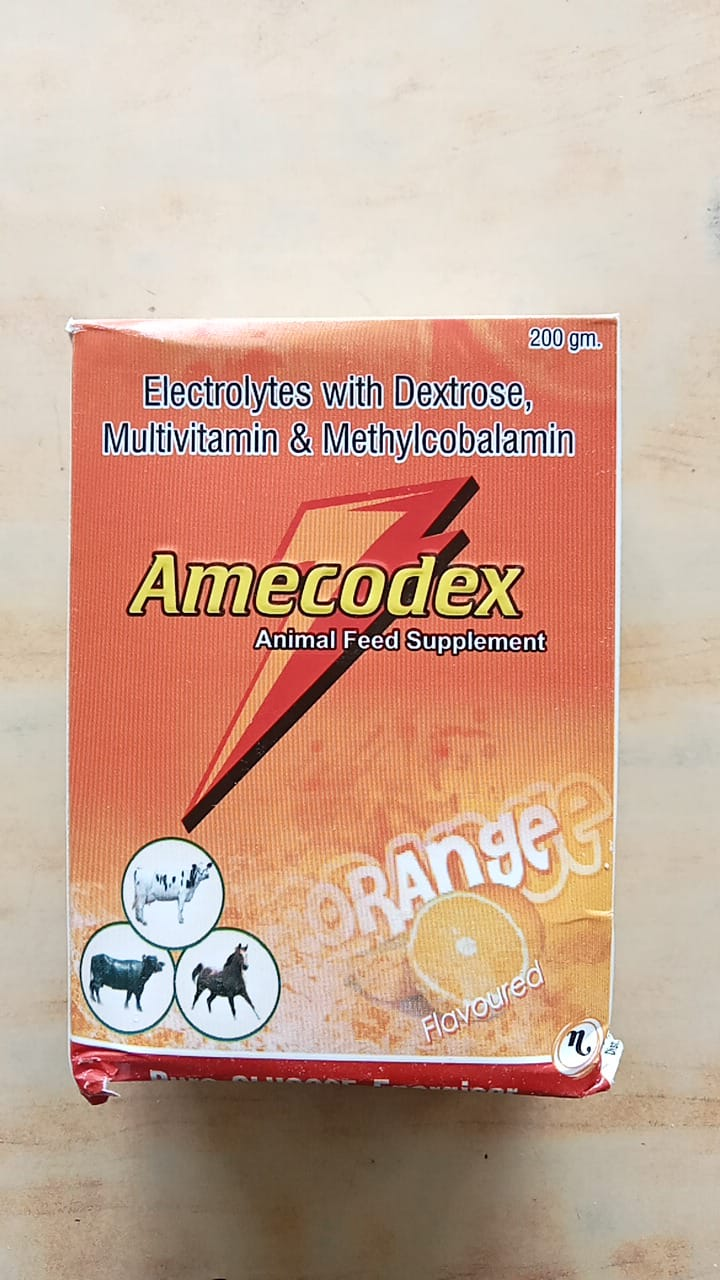 200 gm.
Electrolytes with Dextrose,
Multivitamin & Methylcobalamin
Amecodex
Animal Feed Supplement
ORANGe
Flavoured
n